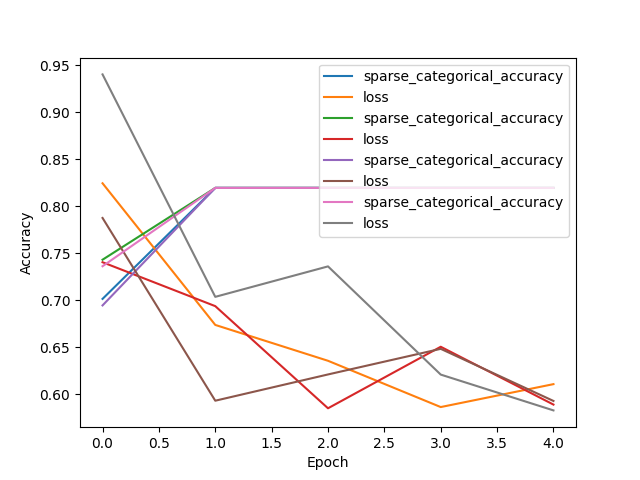 0.95
0.90
0.85
0.80
0.75
0.70
0.65
0.60
Accuracy
sparse_categorical_accuracy
loss
sparse_categorical_accuracy
loss
sparse_categorical_accuracy
loss
sparse_categorical_accuracy
loss
0.0 0.5 1.0 1.5 2.0 2.5 3.0 3.5 4.0
Epoch